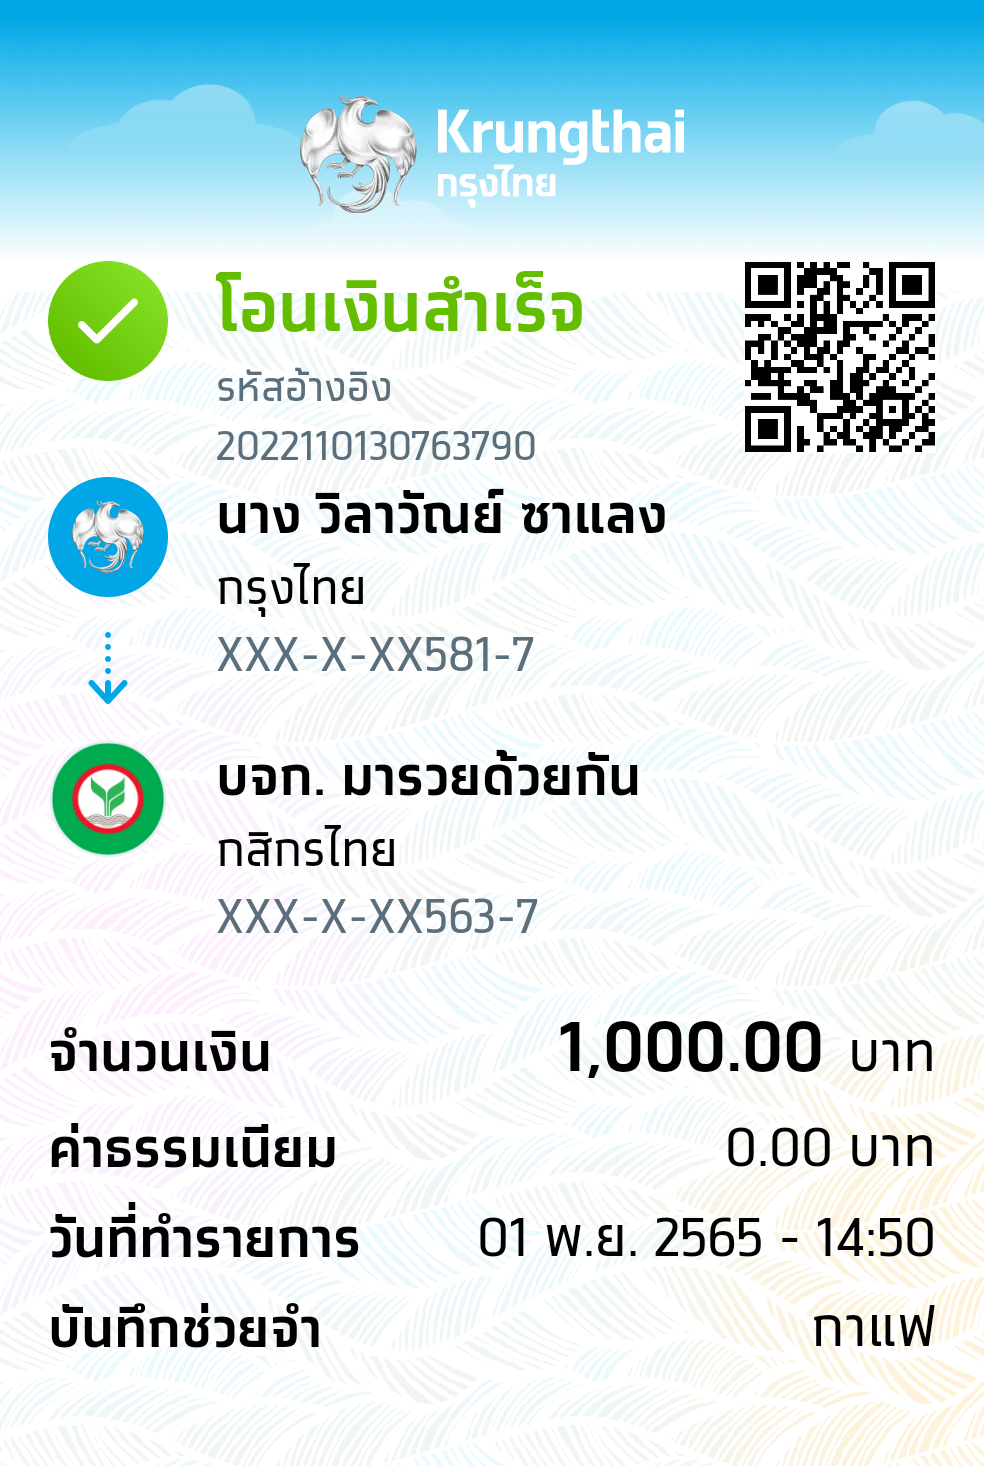 Krungthai
กรุงไทย
โอนเงินสำเร็จ
รหัสอ้างอิง
2022110130763790
นาง วิลาวัณย์ ซาแลง
กรุงไทย
XXX-X-XX581-7
บจก. มารวยด้วยกัน
กสิกรไทย
XXX-X-XX563-7
จำนวนเงิน 1,000.00 บาท
ค่าธรรมเนียม 0.00 บาท
วันที่ทำรายการ 01 พ.ย. 2565 - 14:50
บันทึกช่วยจำ กาแฟ